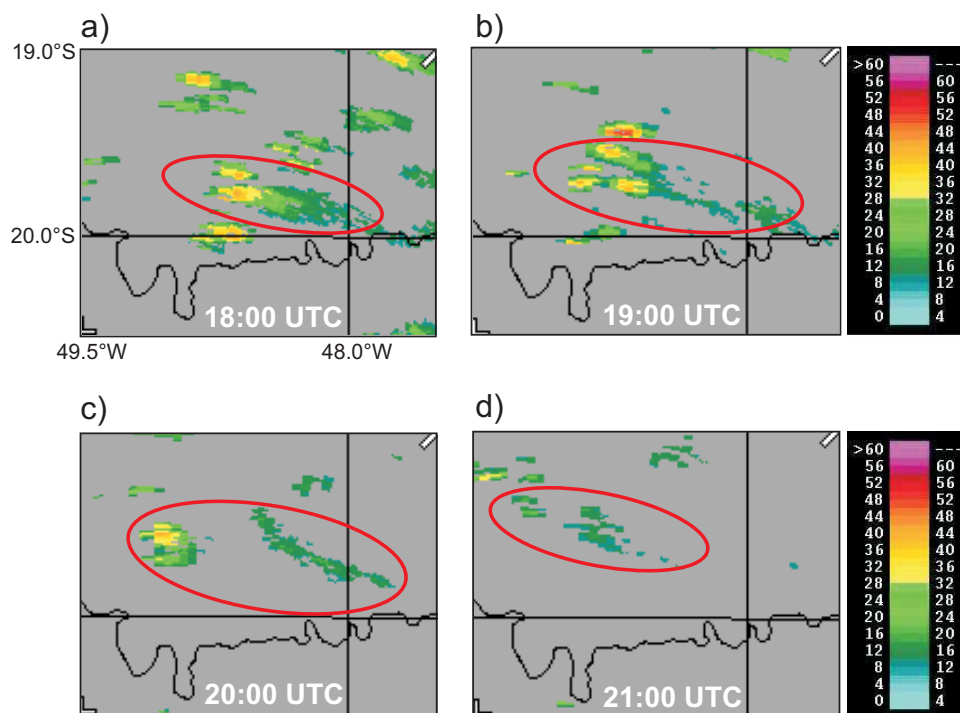 a)
b)
19.0°S
20.0°S
18:00 UTC
19:00 UTC
49.5°W
48.0°W
>60 ---
56 60
52 56
48 52
44 48
40 44
36 40
32 36
28 32
24 28
20 24
16 20
12 16
8 12
4 8
0 4
c)
d)
20:00 UTC
21:00 UTC
>60 ---
56 60
52 56
48 52
44 48
40 44
36 40
32 36
28 32
24 28
20 24
16 20
12 16
8 12
4 8
0 4